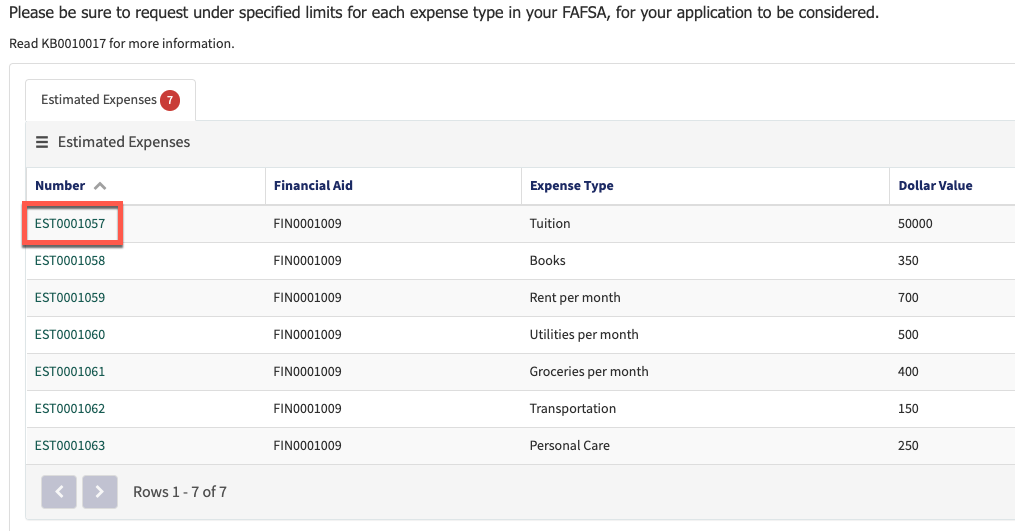 Please be sure to request under specified limits for each expense type in your FAFSA, for your application to be considered.
Read KB0010017 for more information.
Estimated Expenses 7
Estimated Expenses
Number Financial Aid Expense Type Dollar Value
EST0001057 FIN0001009 Tuition 50000
EST0001058 FIN0001009 Books 350
EST0001059 FIN0001009 Rent per month 700
EST0001060 FIN0001009 Utilities per month 500
EST0001061 FIN0001009 Groceries per month 400
EST0001062 FIN0001009 Transportation 150
EST0001063 FIN0001009 Personal Care 250
Rows 1 - 7 of 7